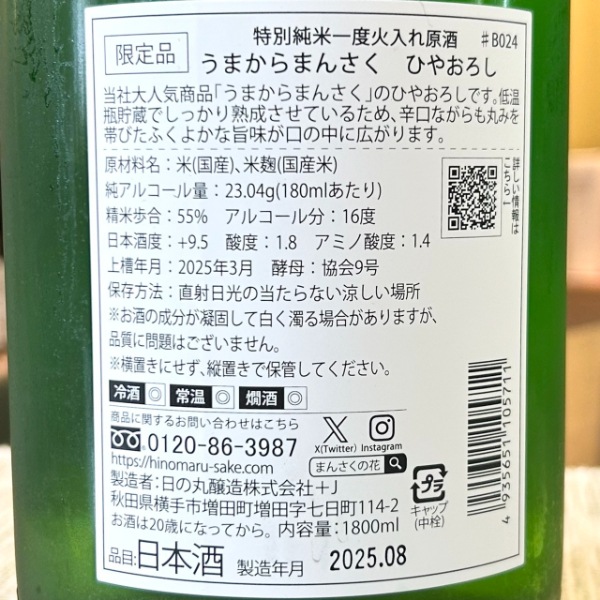 限定品
特別純米一度火入れ原酒 #B024
うまからまんさく ひやおろし
当社大人気商品「うまからまんさく」のひやおろしです。低温
瓶貯蔵でしっかり熟成させているため、辛口ながらも丸みを
帯びたふくよかな旨味が口の中に広がります。
原材料名：米(国産)、米麹(国産米)
純アルコール量：23.04g(180mlあたり)
精米歩合：55% アルコール分：16度
日本酒度：+9.5 酸度：1.8 アミノ酸度：1.4
上槽年月：2025年3月 酵母：協会9号
保存方法：直射日光の当たらない涼しい場所
※お酒の成分が凝固して白く濁る場合がありますが、
品質に問題はございません。
※横置きにせず、縦置きで保管してください。
詳しい情報は
こちら↑
冷酒◎ 常温◎ 燗酒◎
商品に関するお問い合わせはこちら
0120-86-3987
https://hinomaru-sake.com
X(Twitter) Instagram
まんさくの花
製造者：日の丸醸造株式会社+J
秋田県横手市増田町増田字七日町114-2
お酒は20歳になってから。 内容量：1800ml
プラ
キャップ
(中栓)
4 935651 105711
品目：日本酒 製造年月 2025.08